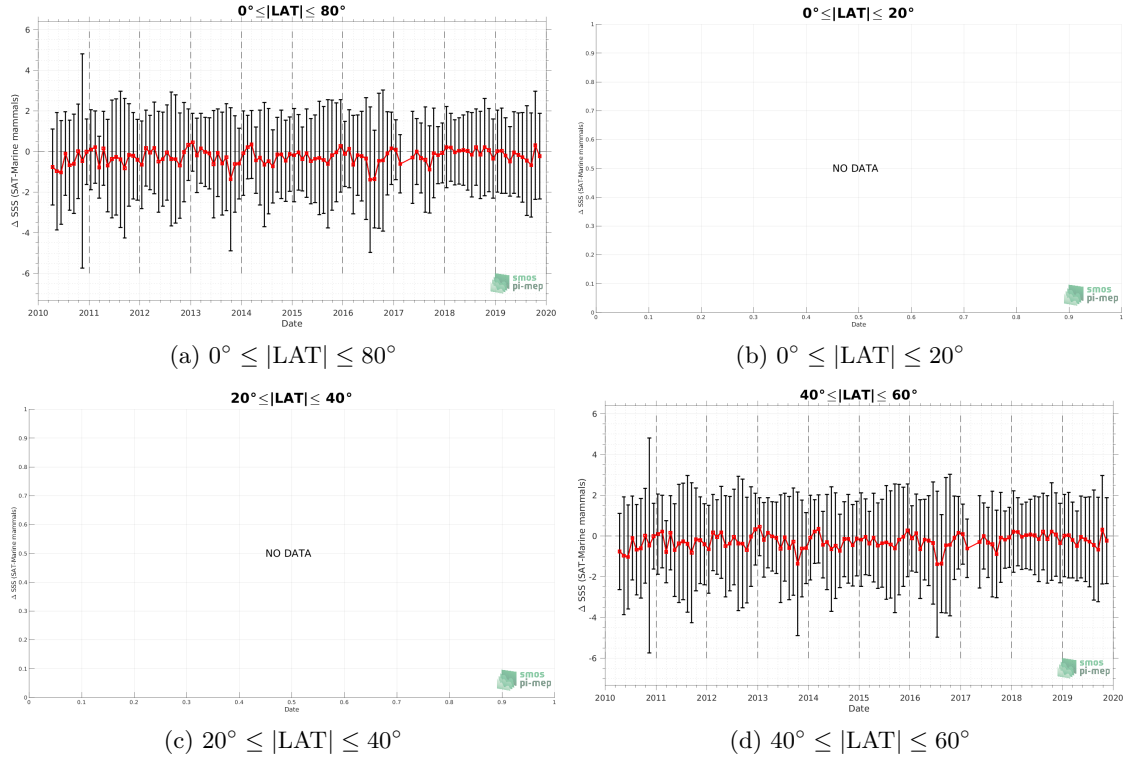 0°≤|LAT|≤ 80°
Δ SSS (SAT-Marine mammals)
6
4
2
0
-2
-4
-6
2010 2011 2012 2013 2014 2015 2016 2017 2018 2019 2020
Date
smos
pi-mep
(a) 0° ≤ |LAT| ≤ 80°
0°≤|LAT|≤ 20°
Δ SSS (SAT-Marine mammals)
1
0.9
0.8
0.7
0.6
0.5
0.4
0.3
0.2
0.1
0
NO DATA
0 0.1 0.2 0.3 0.4 0.5 0.6 0.7 0.8 0.9 1
Date
smos
pi-mep
(b) 0° ≤ |LAT| ≤ 20°
20°≤|LAT|≤ 40°
Δ SSS (SAT-Marine mammals)
1
0.9
0.8
0.7
0.6
0.5
0.4
0.3
0.2
0.1
0
NO DATA
0 0.1 0.2 0.3 0.4 0.5 0.6 0.7 0.8 0.9 1
Date
smos
pi-mep
(c) 20° ≤ |LAT| ≤ 40°
40°≤|LAT|≤ 60°
Δ SSS (SAT-Marine mammals)
6
4
2
0
-2
-4
-6
2010 2011 2012 2013 2014 2015 2016 2017 2018 2019 2020
Date
smos
pi-mep
(d) 40° ≤ |LAT| ≤ 60°